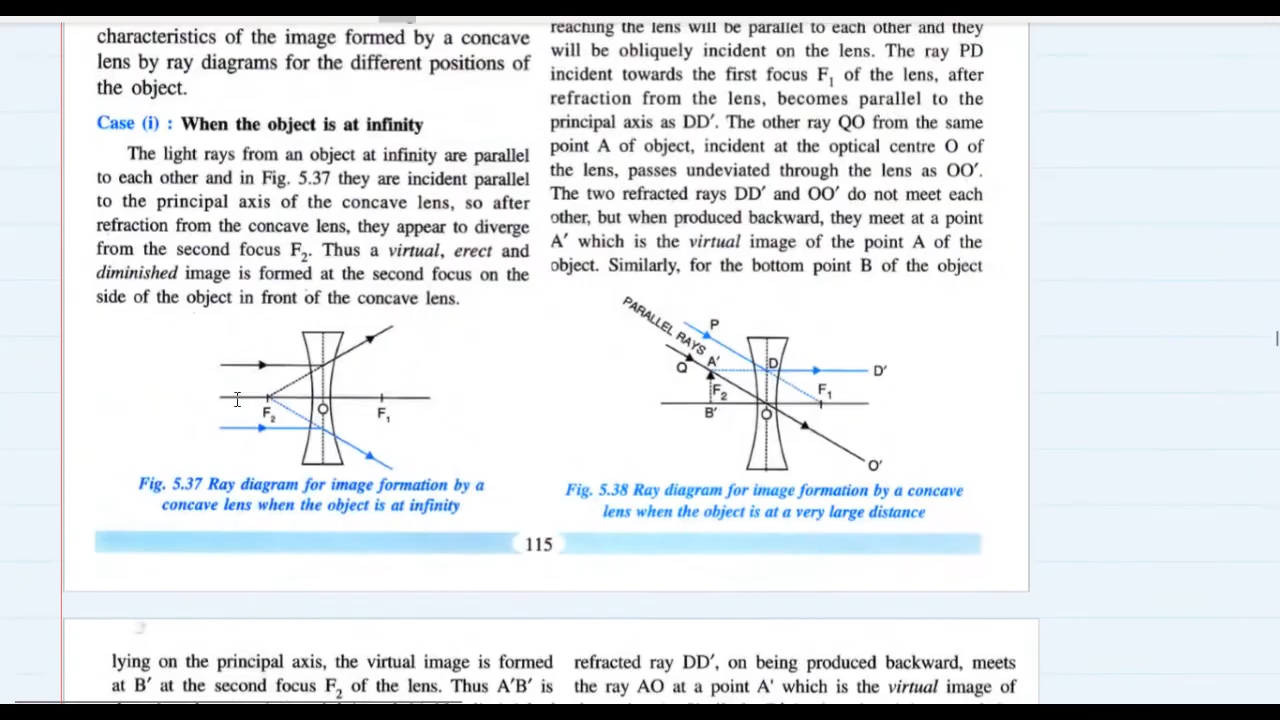 characteristics of the image formed by a concave
lens by ray diagrams for the different positions of
the object.
Case (i) : When the object is at infinity
The light rays from an object at infinity are parallel
to each other and in Fig. 5.37 they are incident parallel
to the principal axis of the concave lens, so after
refraction from the concave lens, they appear to diverge
from the second focus F₂. Thus a virtual, erect and
diminished image is formed at the second focus on the
side of the object in front of the concave lens.
F₂
O
F₁
Fig. 5.37 Ray diagram for image formation by a
concave lens when the object is at infinity
reaching the lens will be parallel to each other and they
will be obliquely incident on the lens. The ray PD
incident towards the first focus F₁ of the lens, after
refraction from the lens, becomes parallel to the
principal axis as DD′. The other ray QO from the same
point A of object, incident at the optical centre O of
the lens, passes undeviated through the lens as OO′.
The two refracted rays DD′ and OO′ do not meet each
other, but when produced backward, they meet at a point
A′ which is the virtual image of the point A of the
object. Similarly, for the bottom point B of the object
PARALLEL RAYS
P
Q
A′
D
D′
F₂
F₁
B′
O
O′
Fig. 5.38 Ray diagram for image formation by a concave
lens when the object is at a very large distance
115
lying on the principal axis, the virtual image is formed
at B′ at the second focus F₂ of the lens. Thus A′B′ is
refracted ray DD′, on being produced backward, meets
the ray AO at a point A' which is the virtual image of